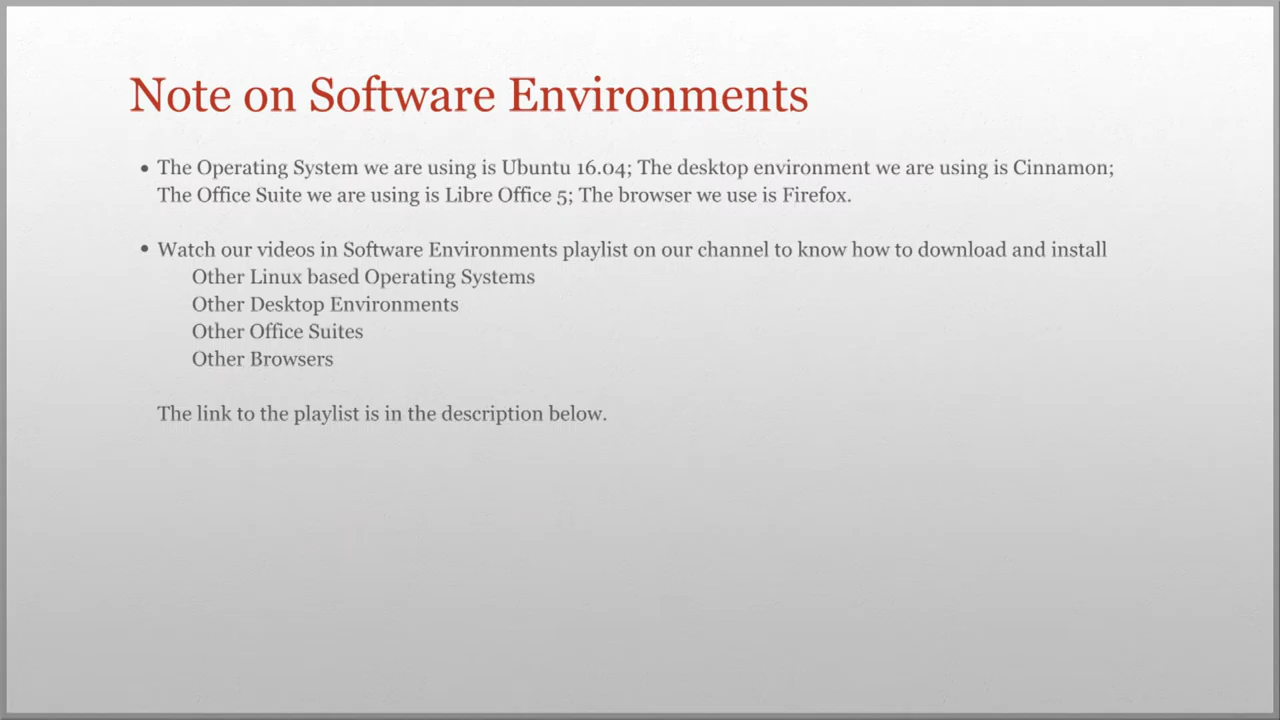 Note on Software Environments
• The Operating System we are using is Ubuntu 16.04; The desktop environment we are using is Cinnamon;
The Office Suite we are using is Libre Office 5; The browser we use is Firefox.
• Watch our videos in Software Environments playlist on our channel to know how to download and install
Other Linux based Operating Systems
Other Desktop Environments
Other Office Suites
Other Browsers
The link to the playlist is in the description below.